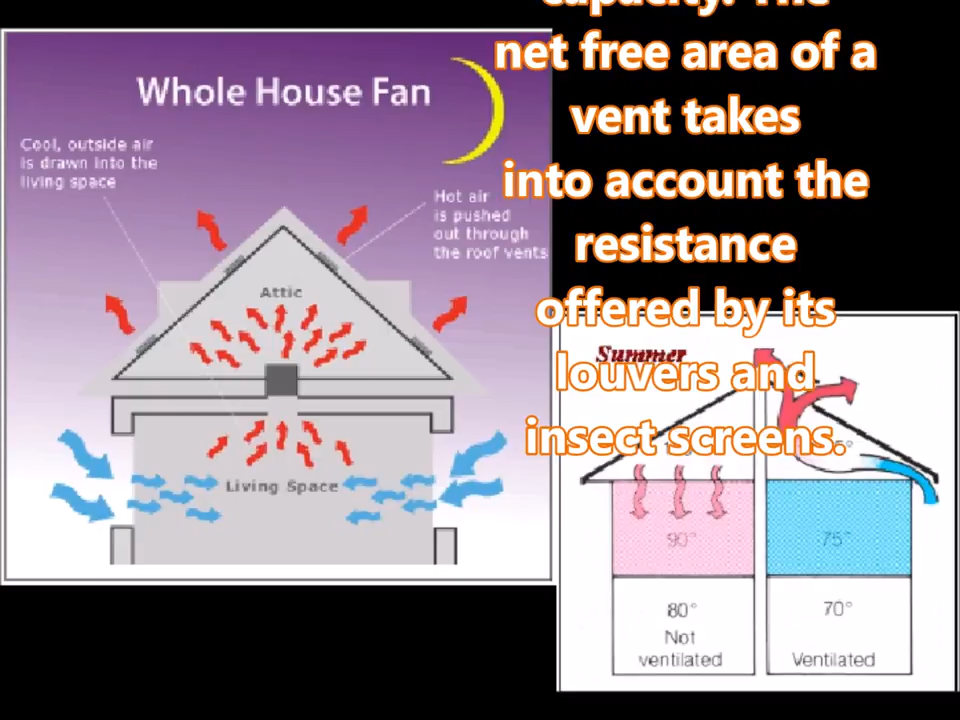 capacity. The
net free area of a
vent takes
into account the
resistance
offered by its
louvers and
insect screens.
Whole House Fan
Cool, outside air
is drawn into the
living space
Hot air
is pushed
out through
the roof vents
Attic
Living Space
Summer
90°
75°
80°
Not
ventilated
70°
Ventilated